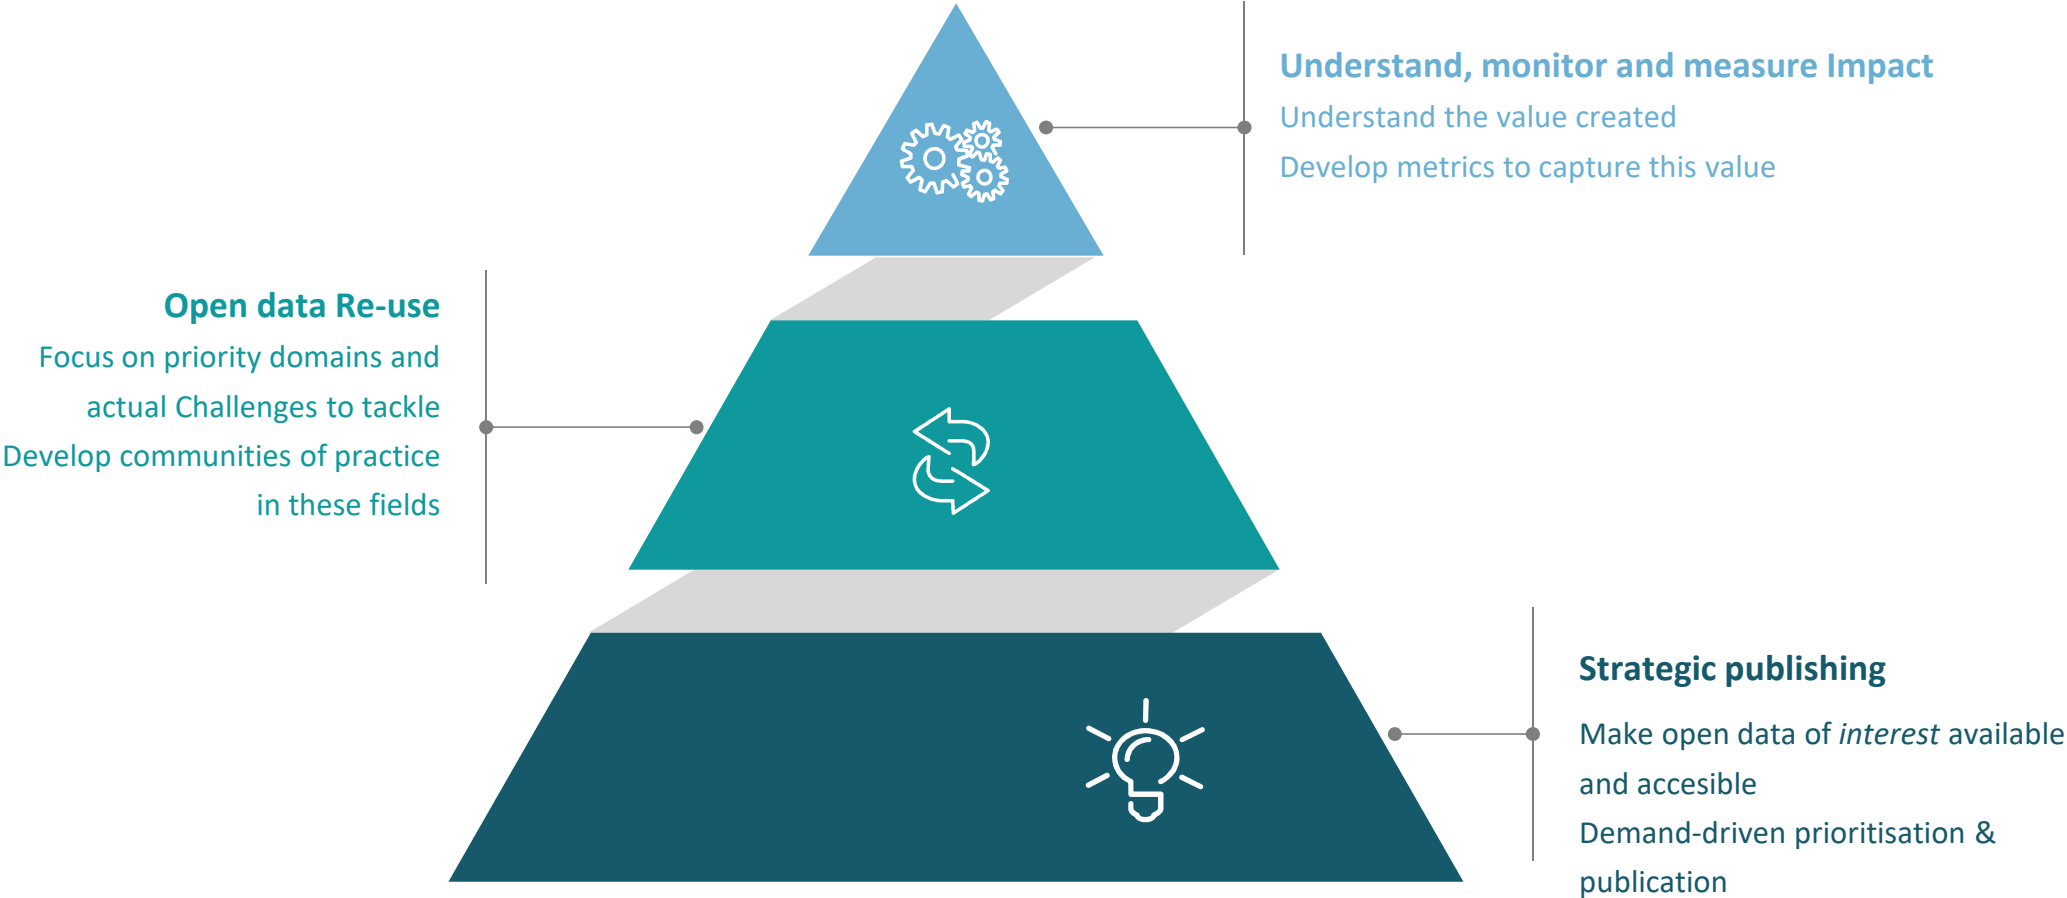 Understand, monitor and measure Impact
Understand the value created
Develop metrics to capture this value
Open data Re-use
Focus on priority domains and
actual Challenges to tackle
Develop communities of practice
in these fields
Strategic publishing
Make open data of interest available
and accesible
Demand-driven prioritisation &
publication